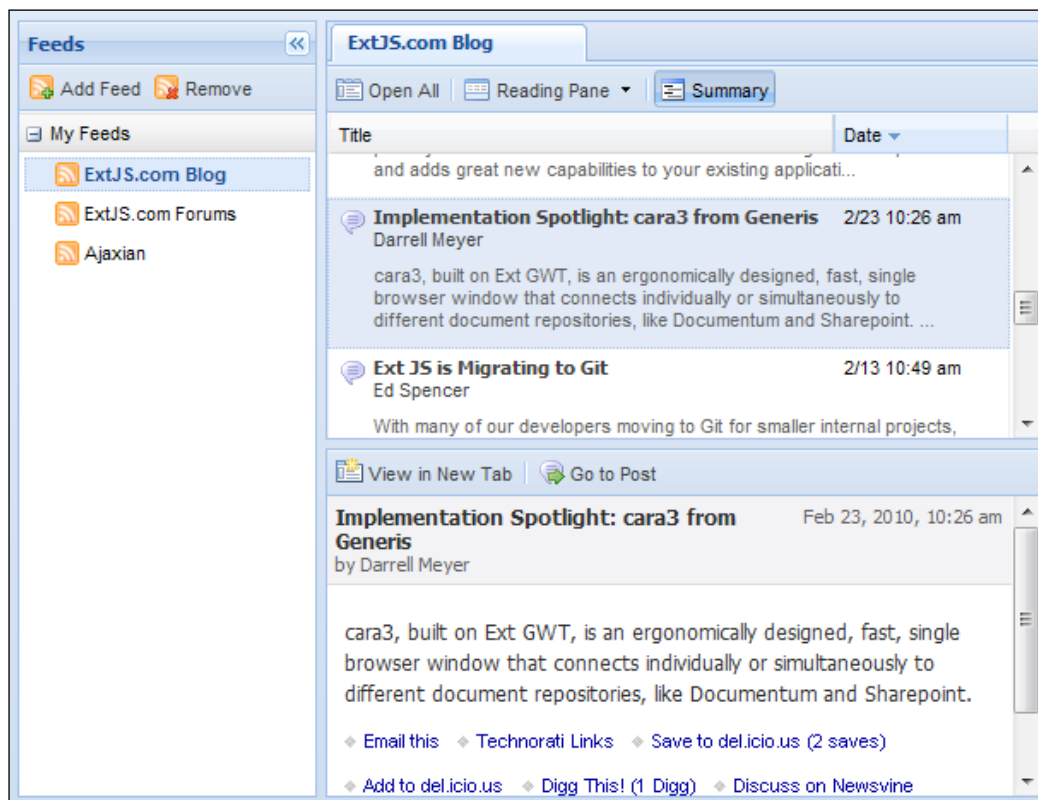 Feeds
Add Feed Remove
My Feeds
ExtJS.com Blog
ExtJS.com Forums
Ajaxian
ExtJS.com Blog
Open All Reading Pane Summary
Title Date
and adds great new capabilities to your existing applicati...
Implementation Spotlight: cara3 from Generis 2/23 10:26 am
Darrell Meyer
cara3, built on Ext GWT, is an ergonomically designed, fast, single
browser window that connects individually or simultaneously to
different document repositories, like Documentum and Sharepoint. ...
Ext JS is Migrating to Git 2/13 10:49 am
Ed Spencer
With many of our developers moving to Git for smaller internal projects,
View in New Tab Go to Post
Implementation Spotlight: cara3 from Feb 23, 2010, 10:26 am
Generis
by Darrell Meyer
cara3, built on Ext GWT, is an ergonomically designed, fast, single
browser window that connects individually or simultaneously to
different document repositories, like Documentum and Sharepoint.
Email this Technorati Links Save to del.icio.us (2 saves)
Add to del.icio.us Digg This! (1 Digg) Discuss on Newsvine